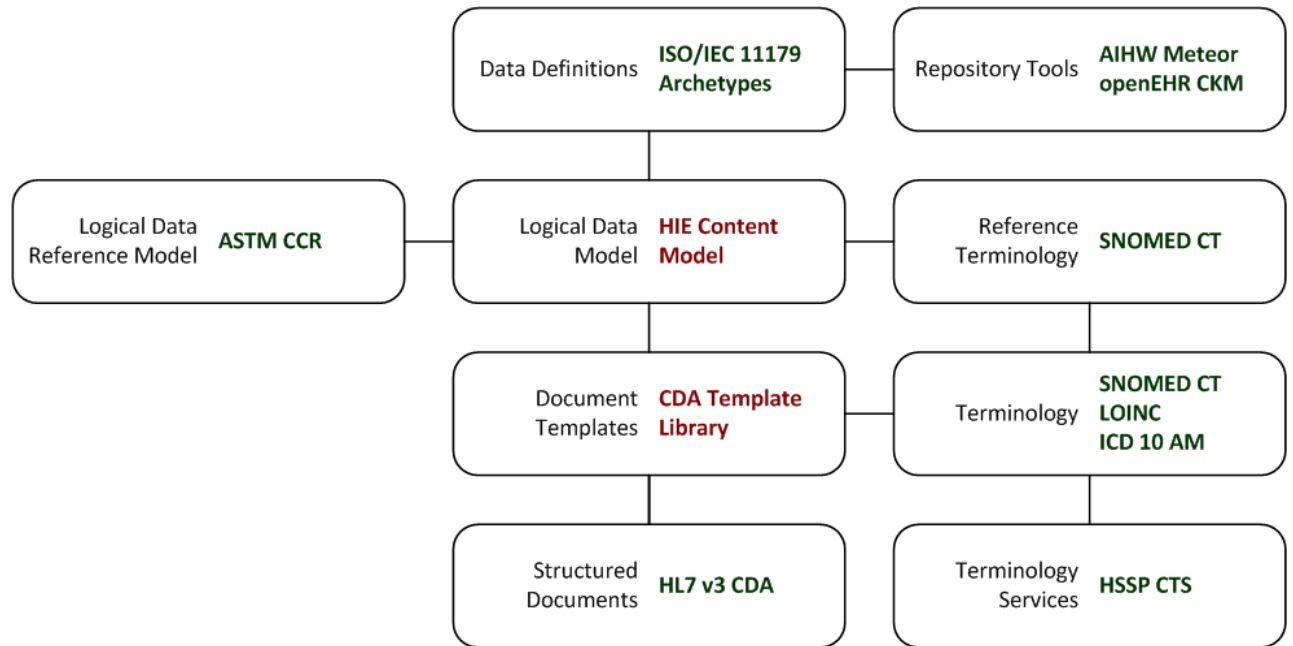 Data Definitions
ISO/IEC 11179
Archetypes
Repository Tools
AIHW Meteor
openEHR CKM
Logical Data
Reference Model
ASTM CCR
Logical Data
Model
HIE Content
Model
Reference
Terminology
SNOMED CT
Document
Templates
CDA Template
Library
Terminology
SNOMED CT
LOINC
ICD 10 AM
Structured
Documents
HL7 v3 CDA
Terminology
Services
HSSP CTS